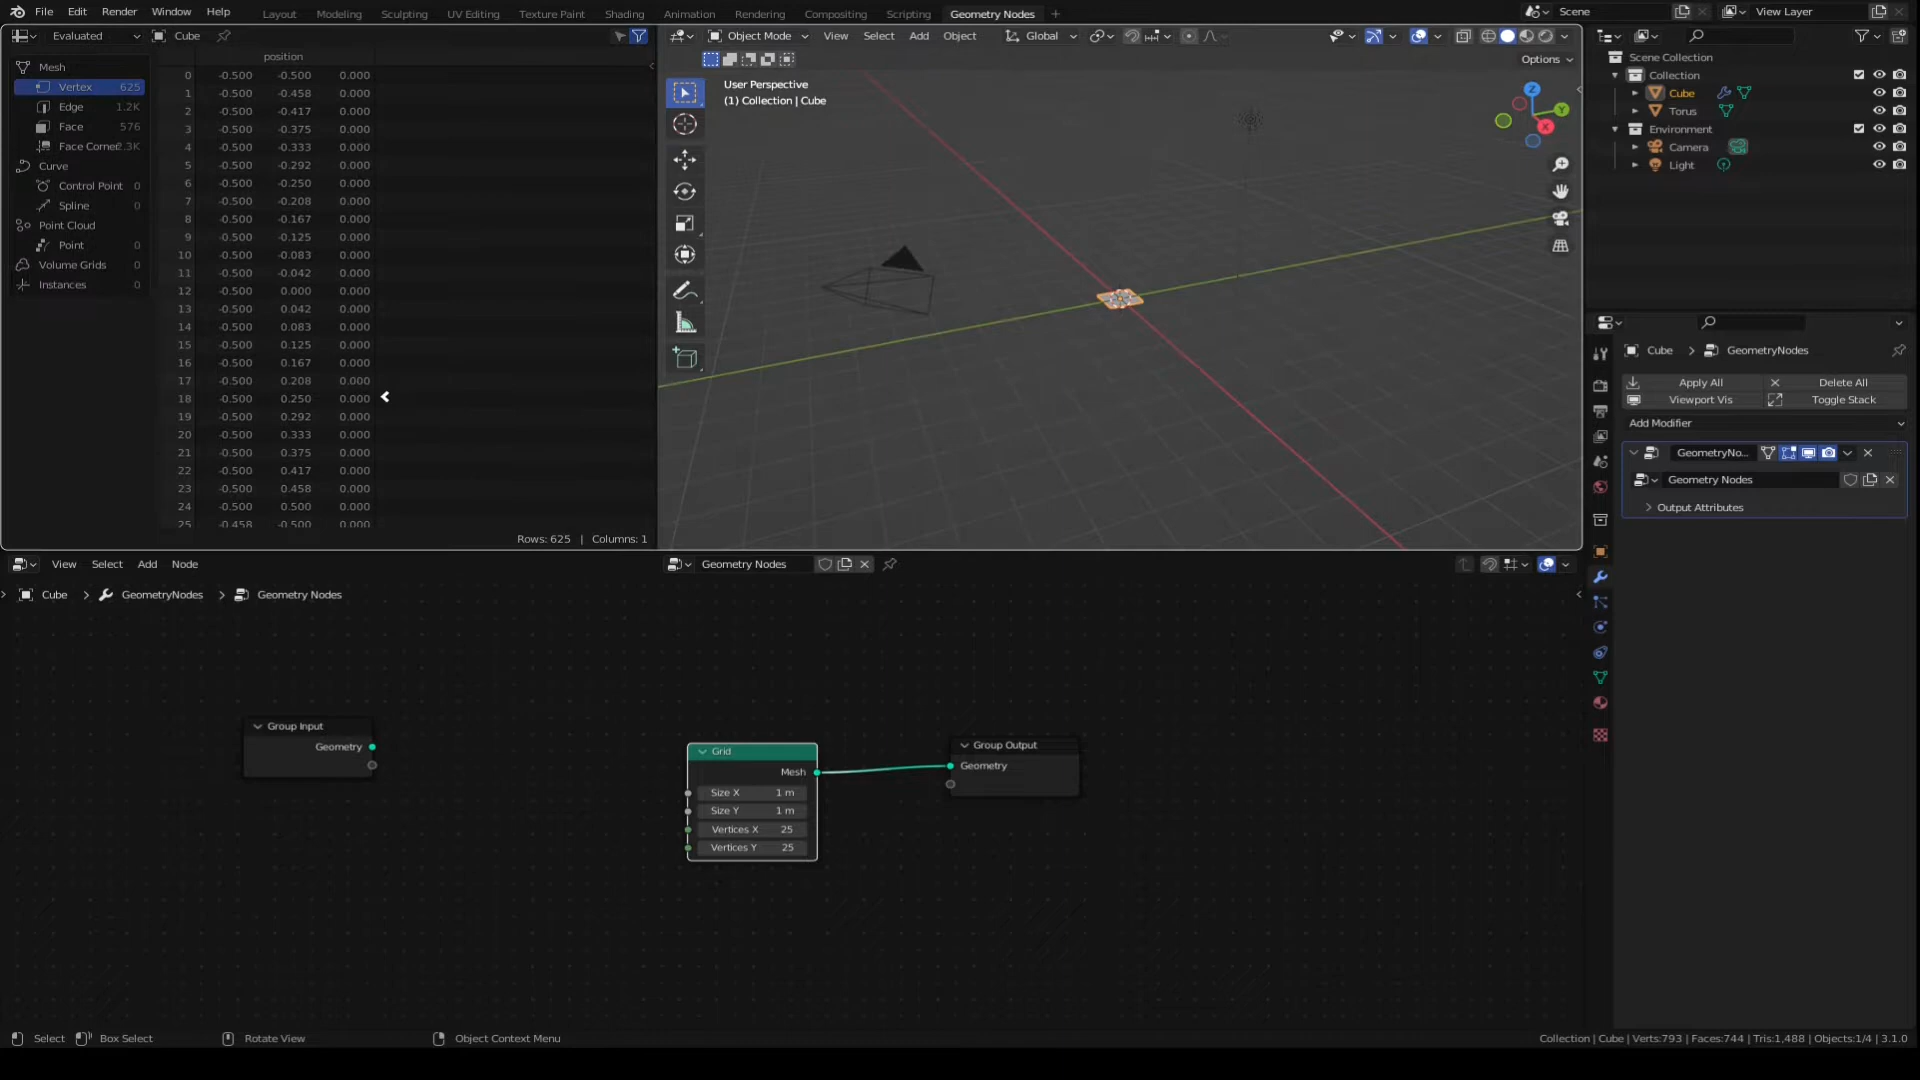 File Edit Render Window Help
Layout Modeling Sculpting UV Editing Texture Paint Shading Animation Rendering Compositing Scripting Geometry Nodes +
Scene View Layer
Evaluated Cube
Object Mode View Select Add Object Global
Options
position
Mesh
Vertex 625
Edge 1.2K
Face 576
Face Corne 2.3K
Curve
Control Point 0
Spline 0
Point Cloud
Point 0
Volume Grids 0
Instances 0
0 -0.500 -0.500 0.000
1 -0.500 -0.458 0.000
2 -0.500 -0.417 0.000
3 -0.500 -0.375 0.000
4 -0.500 -0.333 0.000
5 -0.500 -0.292 0.000
6 -0.500 -0.250 0.000
7 -0.500 -0.208 0.000
8 -0.500 -0.167 0.000
9 -0.500 -0.125 0.000
10 -0.500 -0.083 0.000
11 -0.500 -0.042 0.000
12 -0.500 0.000 0.000
13 -0.500 0.042 0.000
14 -0.500 0.083 0.000
15 -0.500 0.125 0.000
16 -0.500 0.167 0.000
17 -0.500 0.208 0.000
18 -0.500 0.250 0.000
19 -0.500 0.292 0.000
20 -0.500 0.333 0.000
21 -0.500 0.375 0.000
22 -0.500 0.417 0.000
23 -0.500 0.458 0.000
24 -0.500 0.500 0.000
25 -0.458 -0.500 0.000
Rows: 625 | Columns: 1
User Perspective
(1) Collection | Cube
Z
Y
X
Scene Collection
Collection
Cube
Torus
Environment
Camera
Light
Cube GeometryNodes
Apply All Delete All
Viewport Vis Toggle Stack
Add Modifier
GeometryNo...
Geometry Nodes
Output Attributes
View Select Add Node Geometry Nodes
Cube GeometryNodes Geometry Nodes
Group Input
Geometry
Grid
Mesh
Size X 1 m
Size Y 1 m
Vertices X 25
Vertices Y 25
Group Output
Geometry
Select Box Select Rotate View Object Context Menu
Collection | Cube | Verts:793 | Faces:744 | Tris:1,488 | Objects:1/4 | 3.1.0